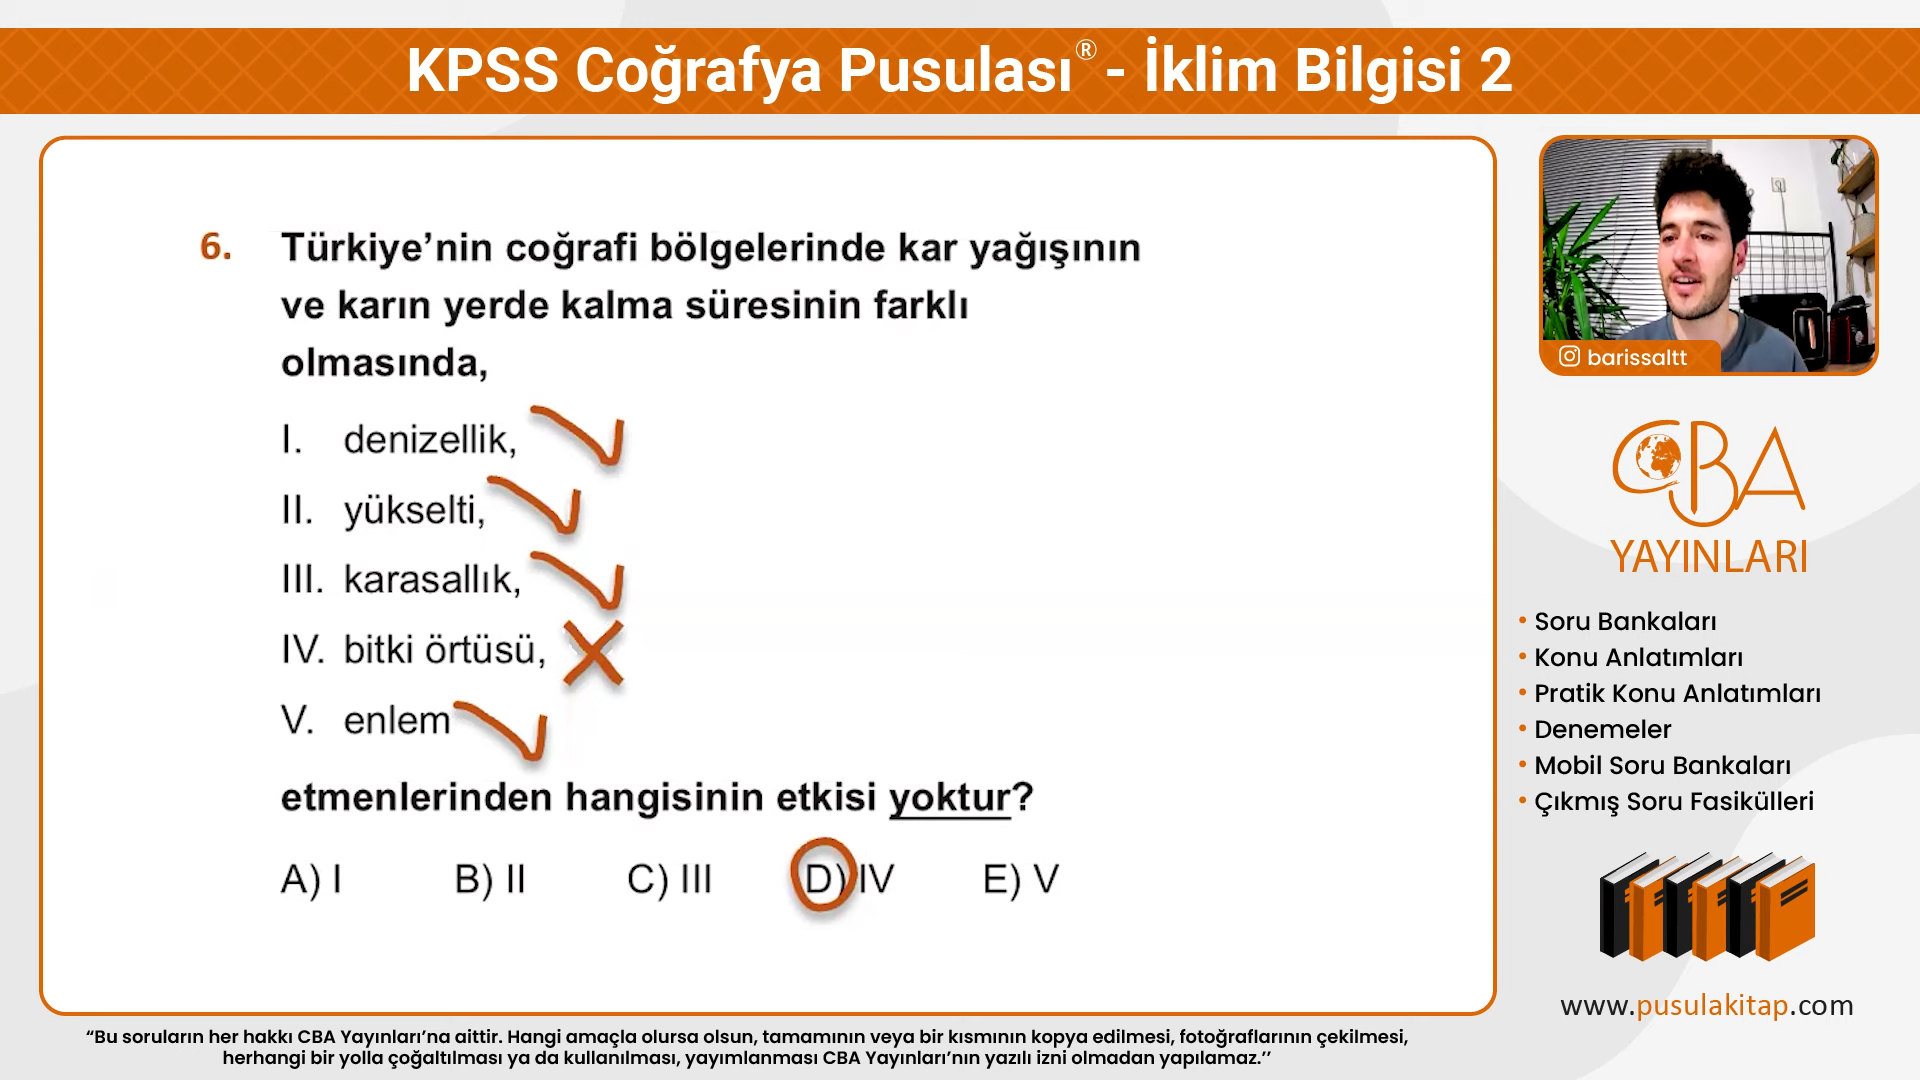 KPSS Coğrafya Pusulası® - İklim Bilgisi 2
6. Türkiye’nin coğrafi bölgelerinde kar yağışının
ve karın yerde kalma süresinin farklı
olmasında,
I. denizellik,
II. yükselti,
III. karasallık,
IV. bitki örtüsü,
V. enlem
etmenlerinden hangisinin etkisi yoktur?
A) I B) II C) III D) IV E) V
barissaltt
CBA
YAYINLARI
• Soru Bankaları
• Konu Anlatımları
• Pratik Konu Anlatımları
• Denemeler
• Mobil Soru Bankaları
• Çıkmış Soru Fasikülleri
www.pusulakitap.com
“Bu soruların her hakkı CBA Yayınları’na aittir. Hangi amaçla olursa olsun, tamamının veya bir kısmının kopya edilmesi, fotoğraflarının çekilmesi,
herhangi bir yolla çoğaltılması ya da kullanılması, yayımlanması CBA Yayınları’nın yazılı izni olmadan yapılamaz.’’